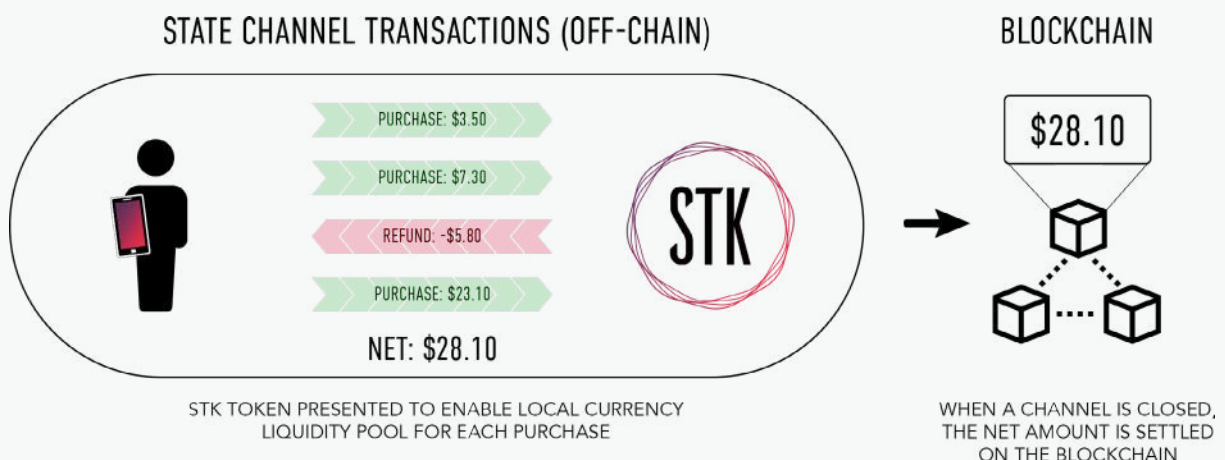 STATE CHANNEL TRANSACTIONS (OFF-CHAIN)
BLOCKCHAIN
PURCHASE: $3.50
PURCHASE: $7.30
REFUND: -$5.80
PURCHASE: $23.10
NET: $28.10
STK
$28.10
STK TOKEN PRESENTED TO ENABLE LOCAL CURRENCY
LIQUIDITY POOL FOR EACH PURCHASE
WHEN A CHANNEL IS CLOSED,
THE NET AMOUNT IS SETTLED
ON THE BLOCKCHAIN